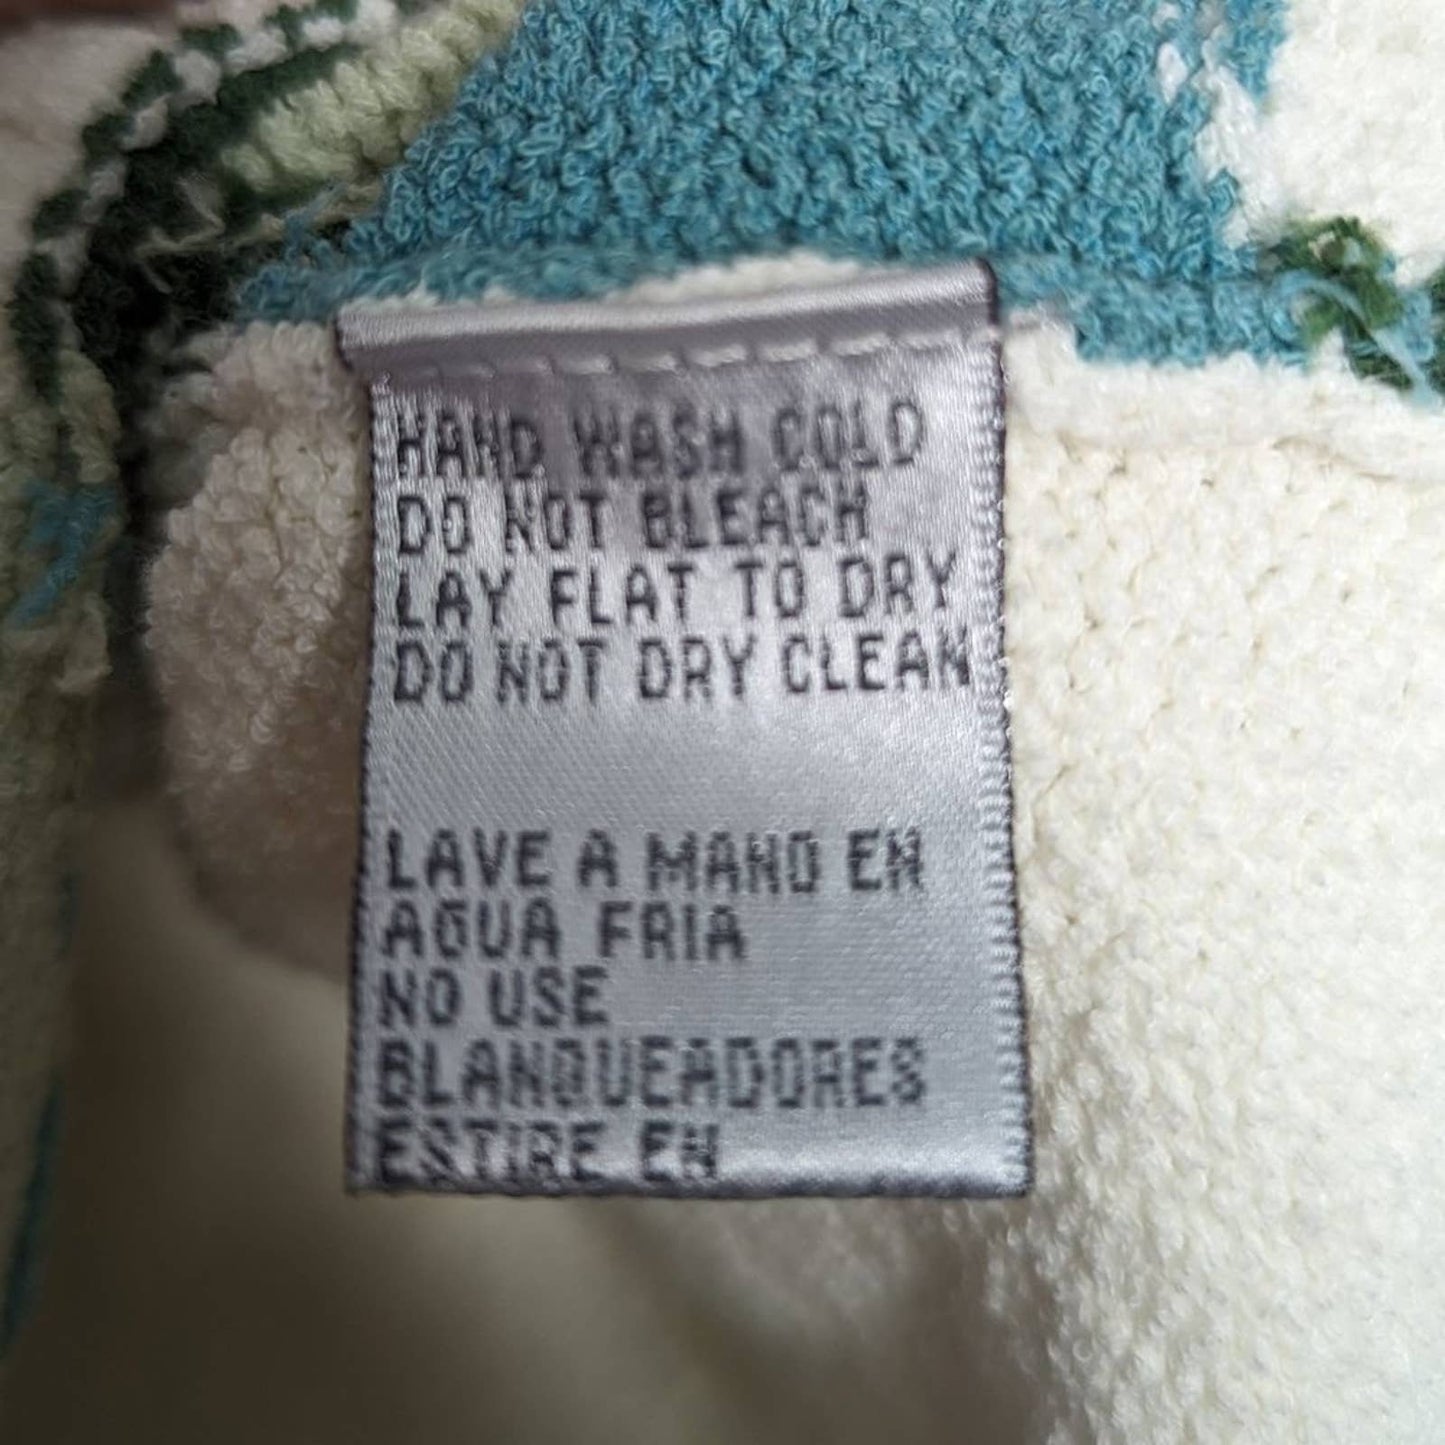 HAND WASH COLD
DO NOT BLEACH
LAY FLAT TO DRY
DO NOT DRY CLEAN
LAVE A MANO EN
AGUA FRIA
NO USE
BLANQUEADORES
ESTIRE EN